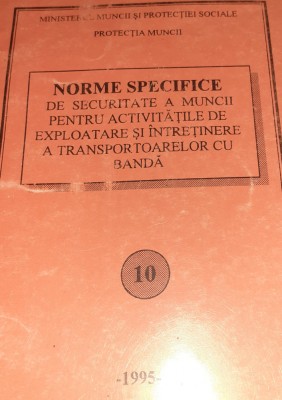 MINISTERUL MUNCII ȘI PROTECȚIEI SOCIALE
PROTECȚIA MUNCII
NORME SPECIFICE
DE SECURITATE A MUNCII
PENTRU ACTIVITĂȚILE DE
EXPLOATARE ȘI ÎNTREȚINERE
A TRANSPORTOARELOR CU
BANDĂ
10
-1995-